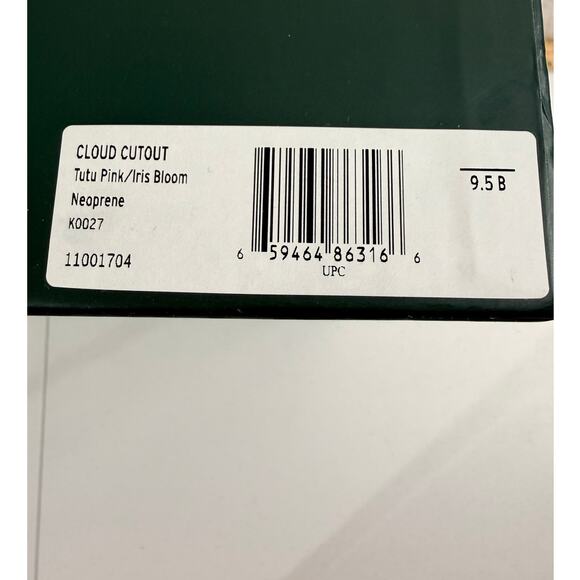 CLOUD CUTOUT
Tutu Pink/Iris Bloom
Neoprene
K0027
11001704
6 59464 86316 6
UPC
9.5 B